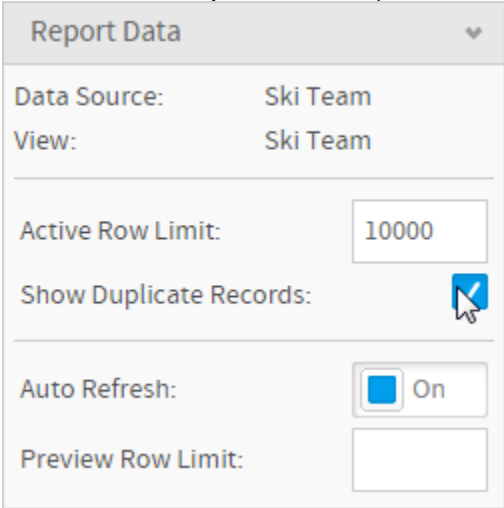 Report Data
Data Source: Ski Team
View: Ski Team
Active Row Limit: 10000
Show Duplicate Records:
Auto Refresh: On
Preview Row Limit: